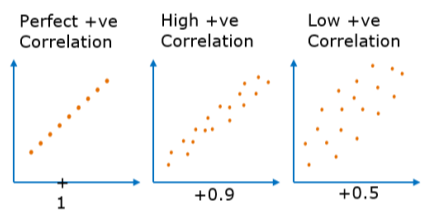 Perfect +ve
Correlation
High +ve
Correlation
Low +ve
Correlation
1
+0.9
+0.5